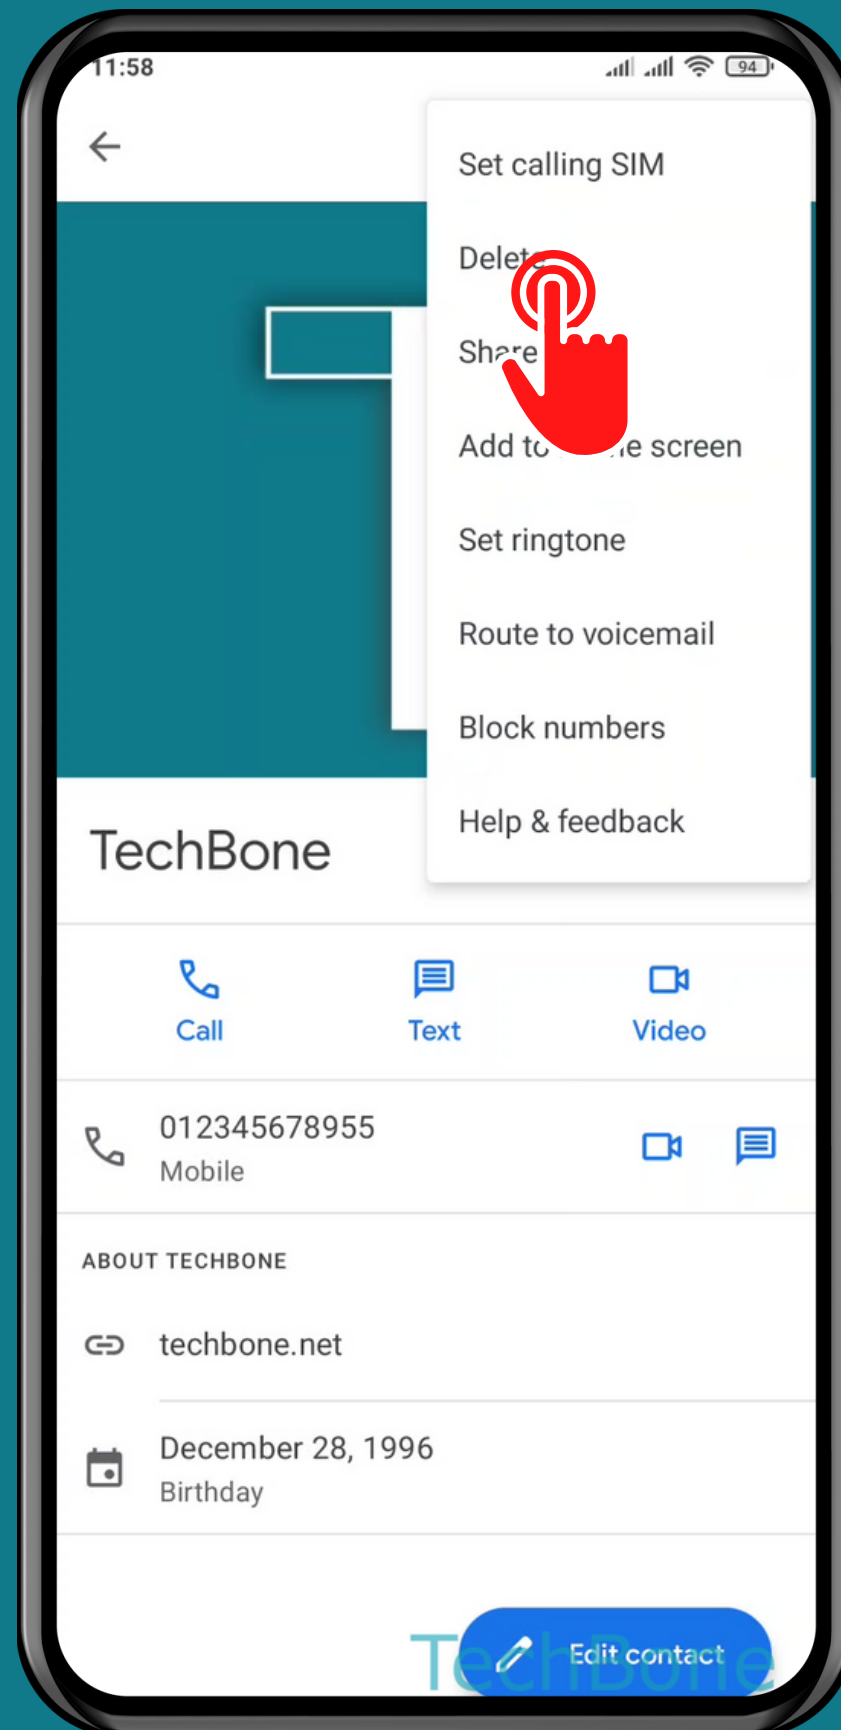 11:58
94
Set calling SIM
Delete
Share
Add to screen
Set ringtone
Route to voicemail
Block numbers
Help & feedback
TechBone
Call
Text
Video
012345678955
Mobile
ABOUT TECHBONE
techbone.net
December 28, 1996
Birthday
Edit contact
TechBone